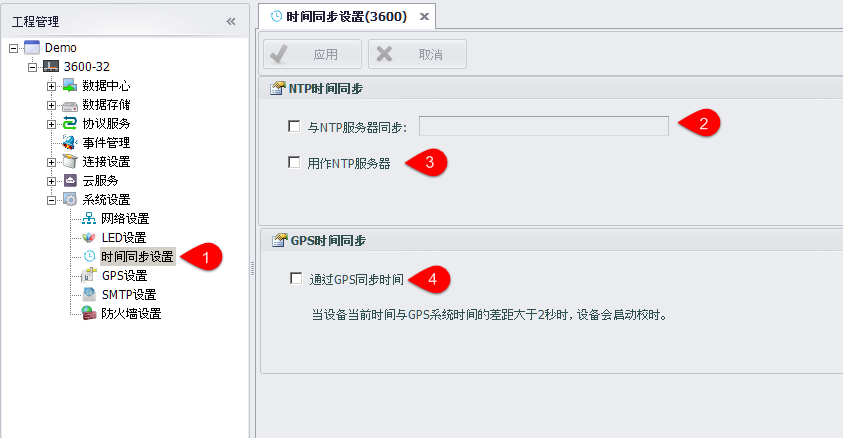 工程管理
Demo
3600-32
数据中心
数据存储
协议服务
事件管理
连接设置
云服务
系统设置
网络设置
LED设置
时间同步设置
1
GPS设置
SMTP设置
防火墙设置
时间同步设置(3600)
应用
取消
NTP时间同步
与NTP服务器同步:
2
用作NTP服务器
3
GPS时间同步
通过GPS同步时间
4
当设备当前时间与GPS系统时间的差距大于2秒时,设备会启动校时。